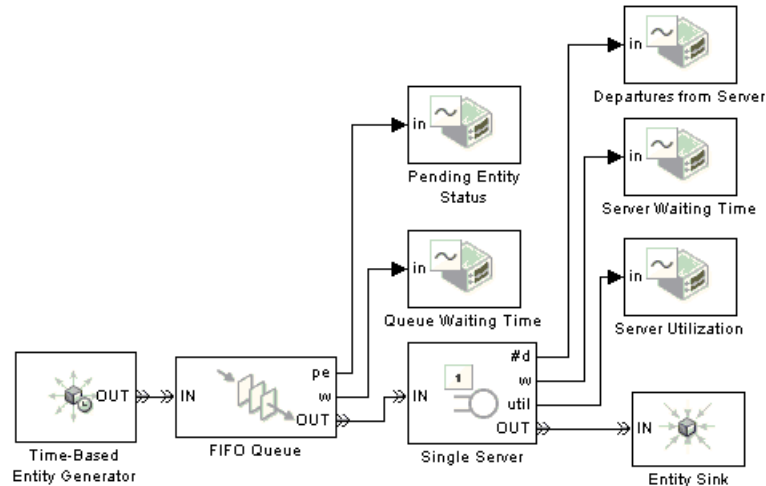 in
Departures from Server
in
Pending Entity
Status
in
Server Waiting Time
in
Queue Waiting Time
in
Server Utilization
OUT
Time-Based
Entity Generator
IN
pe
w
OUT
FIFO Queue
IN
1
#d
w
util
OUT
Single Server
IN
Entity Sink